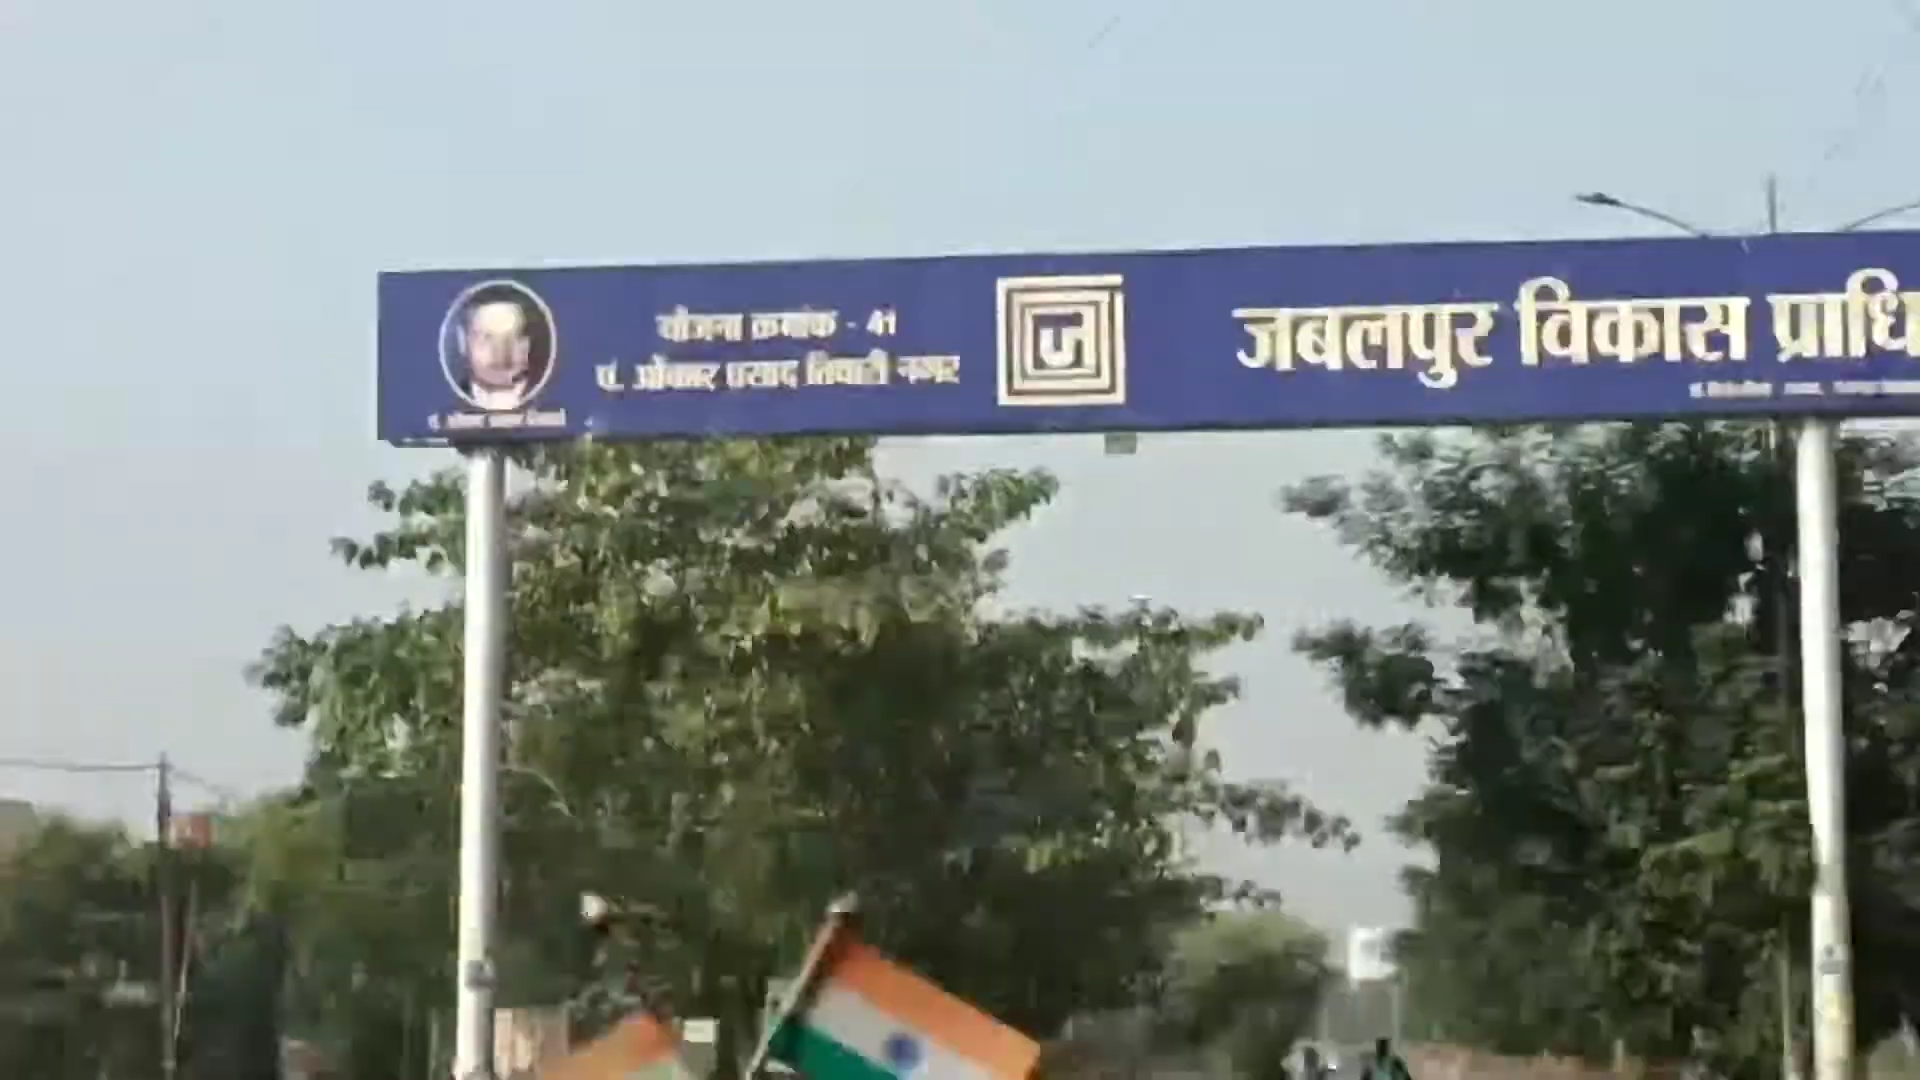 योजना क्रमांक - 41
पं. ओंकार प्रसाद तिवारी नगर
ज
जबलपुर विकास प्राधि